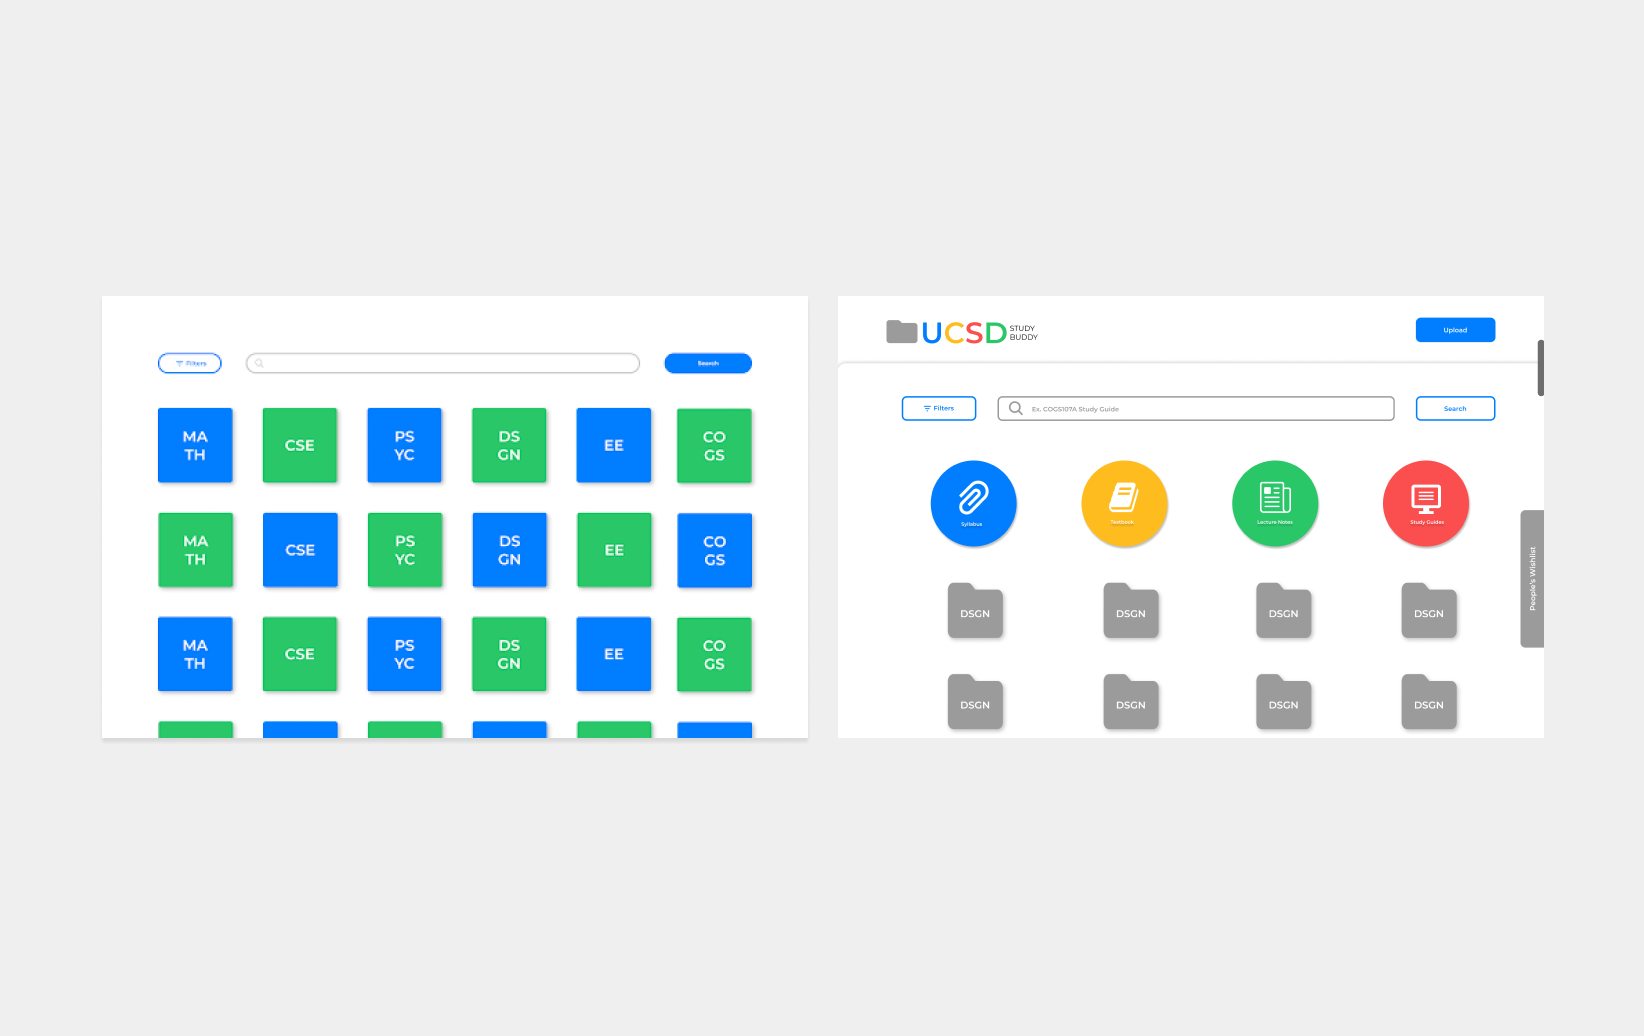 Filters
Search
MA
TH
CSE
PS
YC
DS
GN
EE
CO
GS
MA
TH
CSE
PS
YC
DS
GN
EE
CO
GS
MA
TH
CSE
PS
YC
DS
GN
EE
CO
GS
UCSD
STUDY
BUDDY
Upload
Filters
Ex. COGS107A Study Guide
Search
Syllabus
Textbook
Lecture Notes
Study Guides
People's Wishlist
DSGN
DSGN
DSGN
DSGN
DSGN
DSGN
DSGN
DSGN